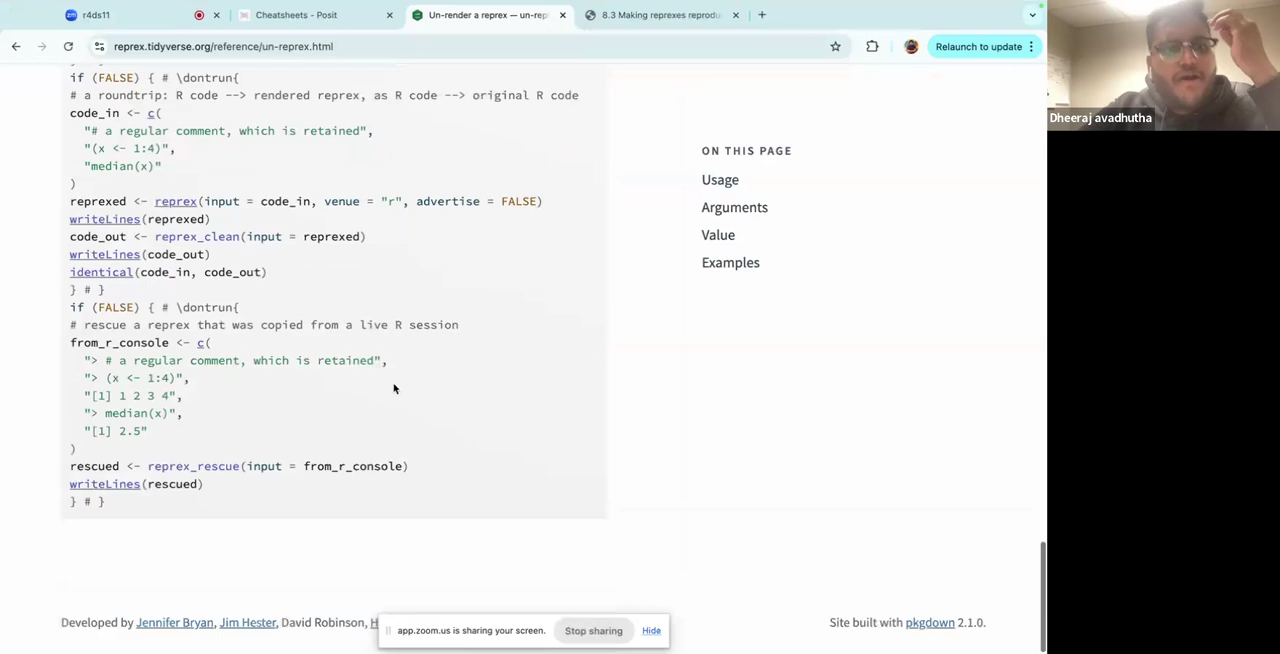 r4ds11
Cheatsheets - Posit
Un-render a reprex — un-rep
8.3 Making reprexes reprodu
reprex.tidyverse.org/reference/un-reprex.html
Relaunch to update
if (FALSE) { # \dontrun{
# a roundtrip: R code --> rendered reprex, as R code --> original R code
code_in <- c(
"# a regular comment, which is retained",
"(x <- 1:4)",
"median(x)"
)
reprexed <- reprex(input = code_in, venue = "r", advertise = FALSE)
writeLines(reprexed)
code_out <- reprex_clean(input = reprexed)
writeLines(code_out)
identical(code_in, code_out)
} # }
if (FALSE) { # \dontrun{
# rescue a reprex that was copied from a live R session
from_r_console <- c(
"> # a regular comment, which is retained",
"> (x <- 1:4)",
"[1] 1 2 3 4",
"> median(x)",
"[1] 2.5"
)
rescued <- reprex_rescue(input = from_r_console)
writeLines(rescued)
} # }
ON THIS PAGE
Usage
Arguments
Value
Examples
Dheeraj avadhutha
Developed by Jennifer Bryan, Jim Hester, David Robinson, H
app.zoom.us is sharing your screen.
Stop sharing
Hide
Site built with pkgdown 2.1.0.